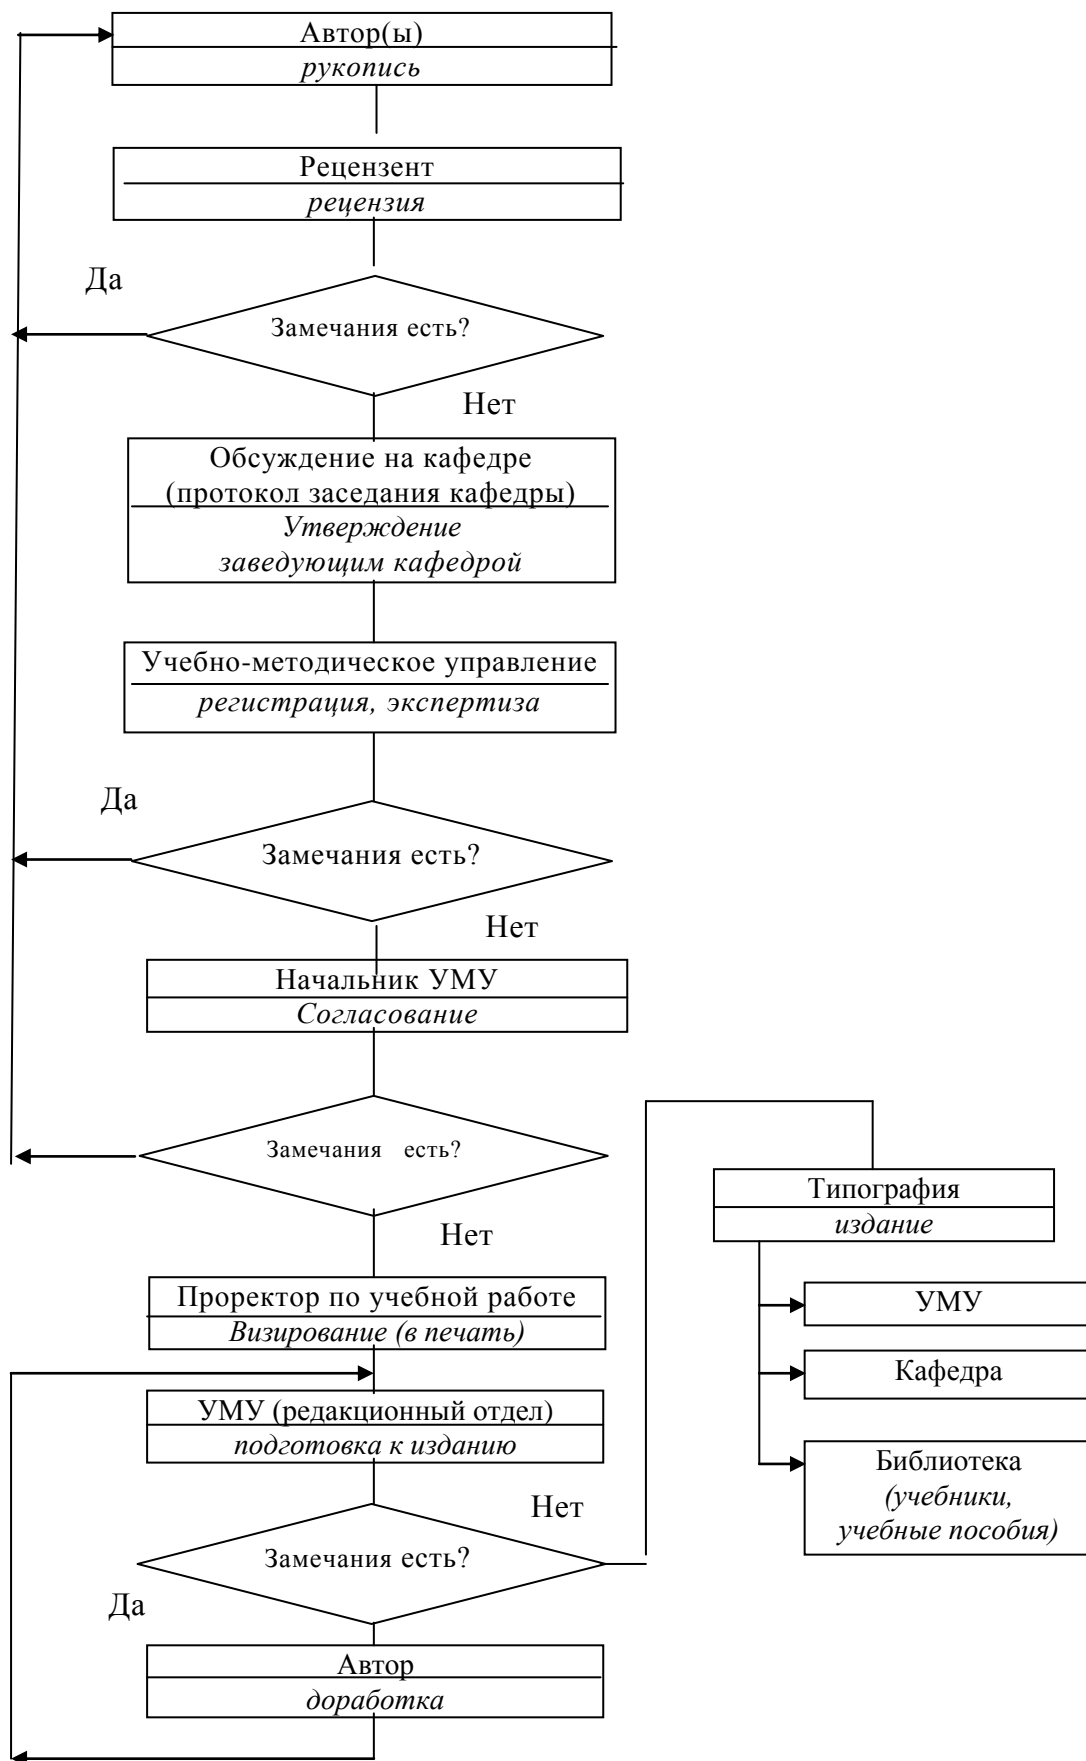 Автор(ы)
рукопись
Рецензент
рецензия
Да
Замечания есть?
Нет
Обсуждение на кафедре
(протокол заседания кафедры)
Утверждение
заведующим кафедрой
Учебно-методическое управление
регистрация, экспертиза
Да
Замечания есть?
Нет
Начальник УМУ
Согласование
Замечания есть?
Нет
Проректор по учебной работе
Визирование (в печать)
УМУ (редакционный отдел)
подготовка к изданию
Нет
Замечания есть?
Да
Автор
доработка
Типография
издание
УМУ
Кафедра
Библиотека
(учебники,
учебные пособия)